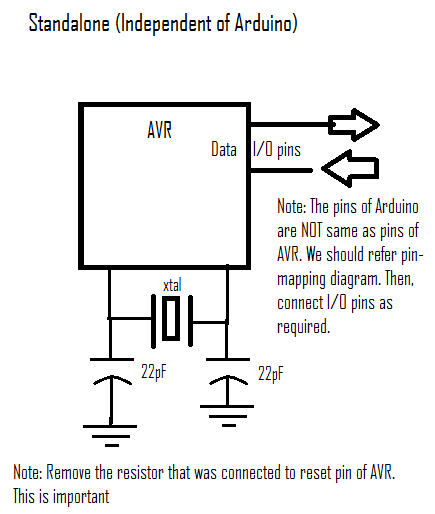 Standalone (Independent of Arduino)
AVR
Data I/O pins
Note: The pins of Arduino
are NOT same as pins of
AVR. We should refer pin-
mapping diagram. Then,
connect I/O pins as
required.
xtal
22pF
22pF
Note: Remove the resistor that was connected to reset pin of AVR.
This is important